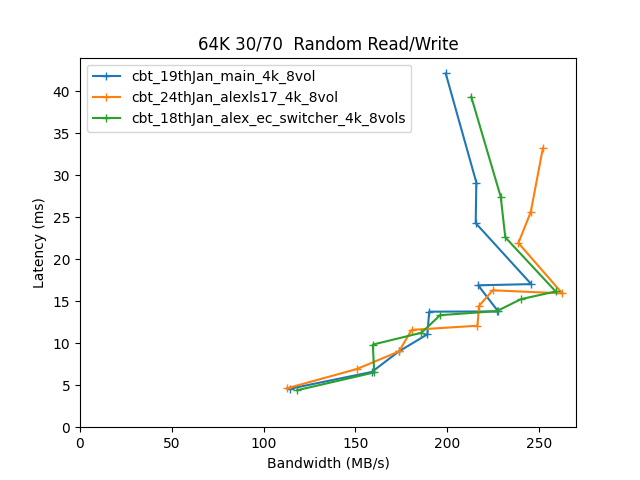 64K 30/70  Random Read/Write
cbt_19thJan_main_4k_8vol
cbt_24thJan_alexls17_4k_8vol
cbt_18thJan_alex_ec_switcher_4k_8vols
Latency (ms)
40
35
30
25
20
15
10
5
0
0 50 100 150 200 250
Bandwidth (MB/s)